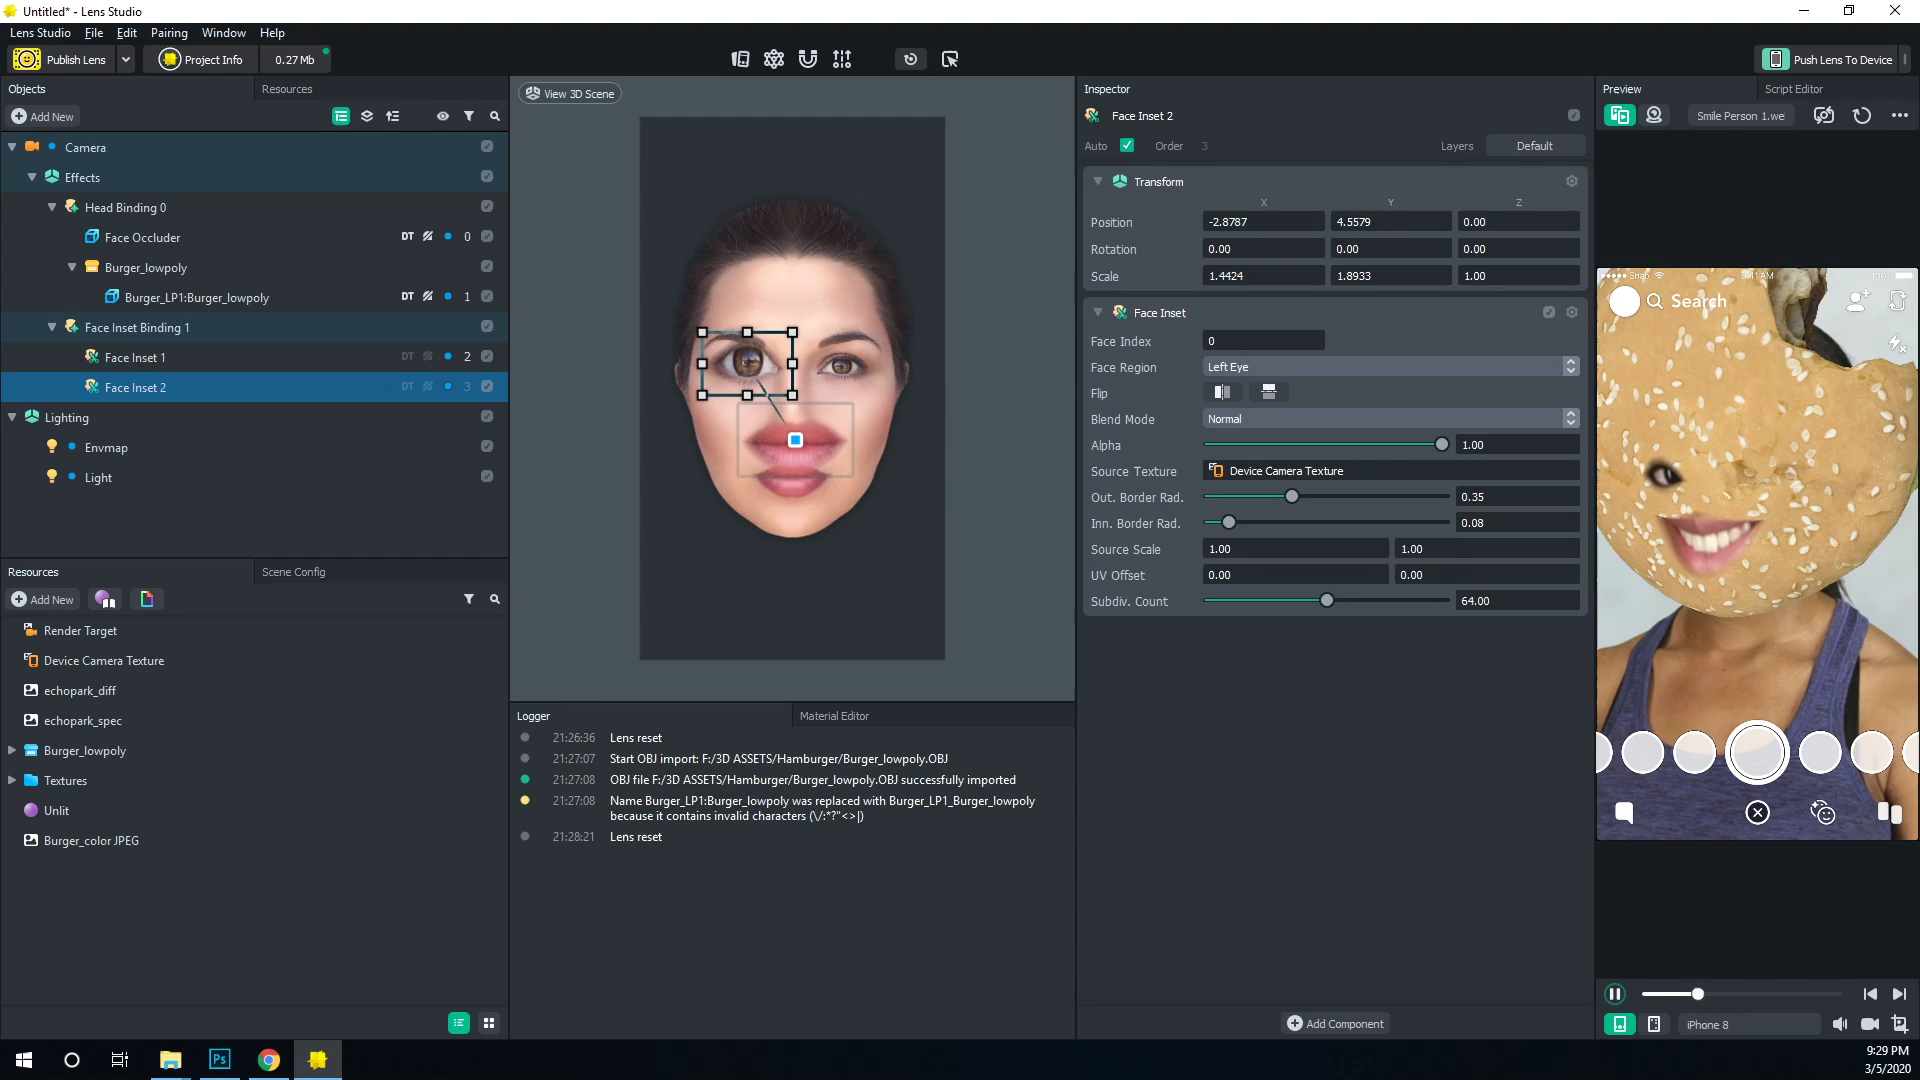 Untitled* - Lens Studio
Lens Studio File Edit Pairing Window Help
Publish Lens Project Info 0.27 Mb Push Lens To Device
Objects Resources
Add New
Camera
Effects
Head Binding 0
Face Occluder DT 0
Burger_lowpoly
Burger_LP1:Burger_lowpoly DT 1
Face Inset Binding 1
Face Inset 1 DT 2
Face Inset 2 DT 3
Lighting
Envmap
Light
Resources Scene Config
Add New
Render Target
Device Camera Texture
echopark_diff
echopark_spec
Burger_lowpoly
Textures
Unlit
Burger_color JPEG
View 3D Scene
Logger Material Editor
21:26:36 Lens reset
21:27:07 Start OBJ import: F:/3D ASSETS/Hamburger/Burger_lowpoly.OBJ
21:27:08 OBJ file F:/3D ASSETS/Hamburger/Burger_lowpoly.OBJ successfully imported
21:27:08 Name Burger_LP1:Burger_lowpoly was replaced with Burger_LP1_Burger_lowpoly
because it contains invalid characters (\/:*?"<>|)
21:28:21 Lens reset
Inspector
Face Inset 2
Auto Order 3 Layers Default
Transform
X Y Z
Position -2.8787 4.5579 0.00
Rotation 0.00 0.00 0.00
Scale 1.4424 1.8933 1.00
Face Inset
Face Index 0
Face Region Left Eye
Flip
Blend Mode Normal
Alpha 1.00
Source Texture Device Camera Texture
Out. Border Rad. 0.35
Inn. Border Rad. 0.08
Source Scale 1.00 1.00
UV Offset 0.00 0.00
Subdiv. Count 64.00
Add Component
Preview Script Editor
Smile Person 1.we
Snap 9:41 AM 100%
Search
iPhone 8
Ps
9:29 PM
3/5/2020